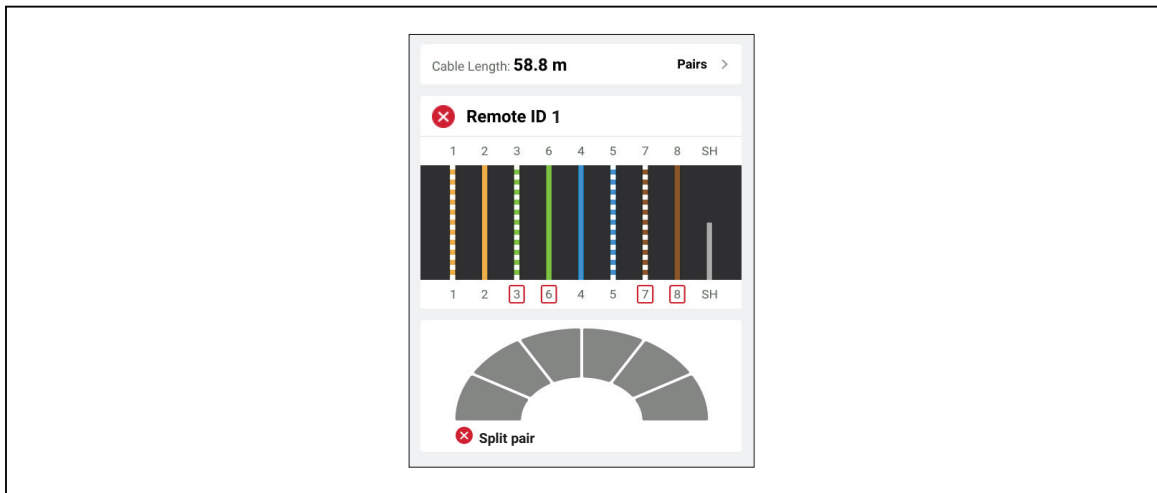 Cable Length: 58.8 m Pairs >
Remote ID 1
1 2 3 6 4 5 7 8 SH
1 2 3 6 4 5 7 8 SH
Split pair